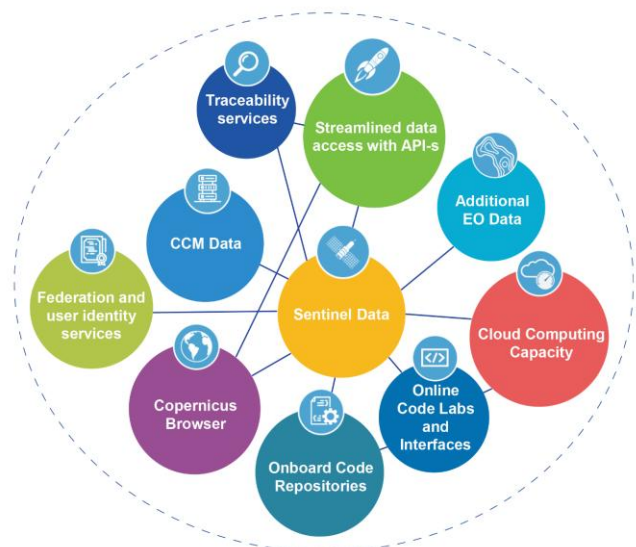 Traceability
services
Streamlined data
access with API-s
Additional
EO Data
CCM Data
Federation and
user identity
services
Sentinel Data
Cloud Computing
Capacity
Copernicus
Browser
Online
Code Labs
and
Interfaces
Onboard Code
Repositories